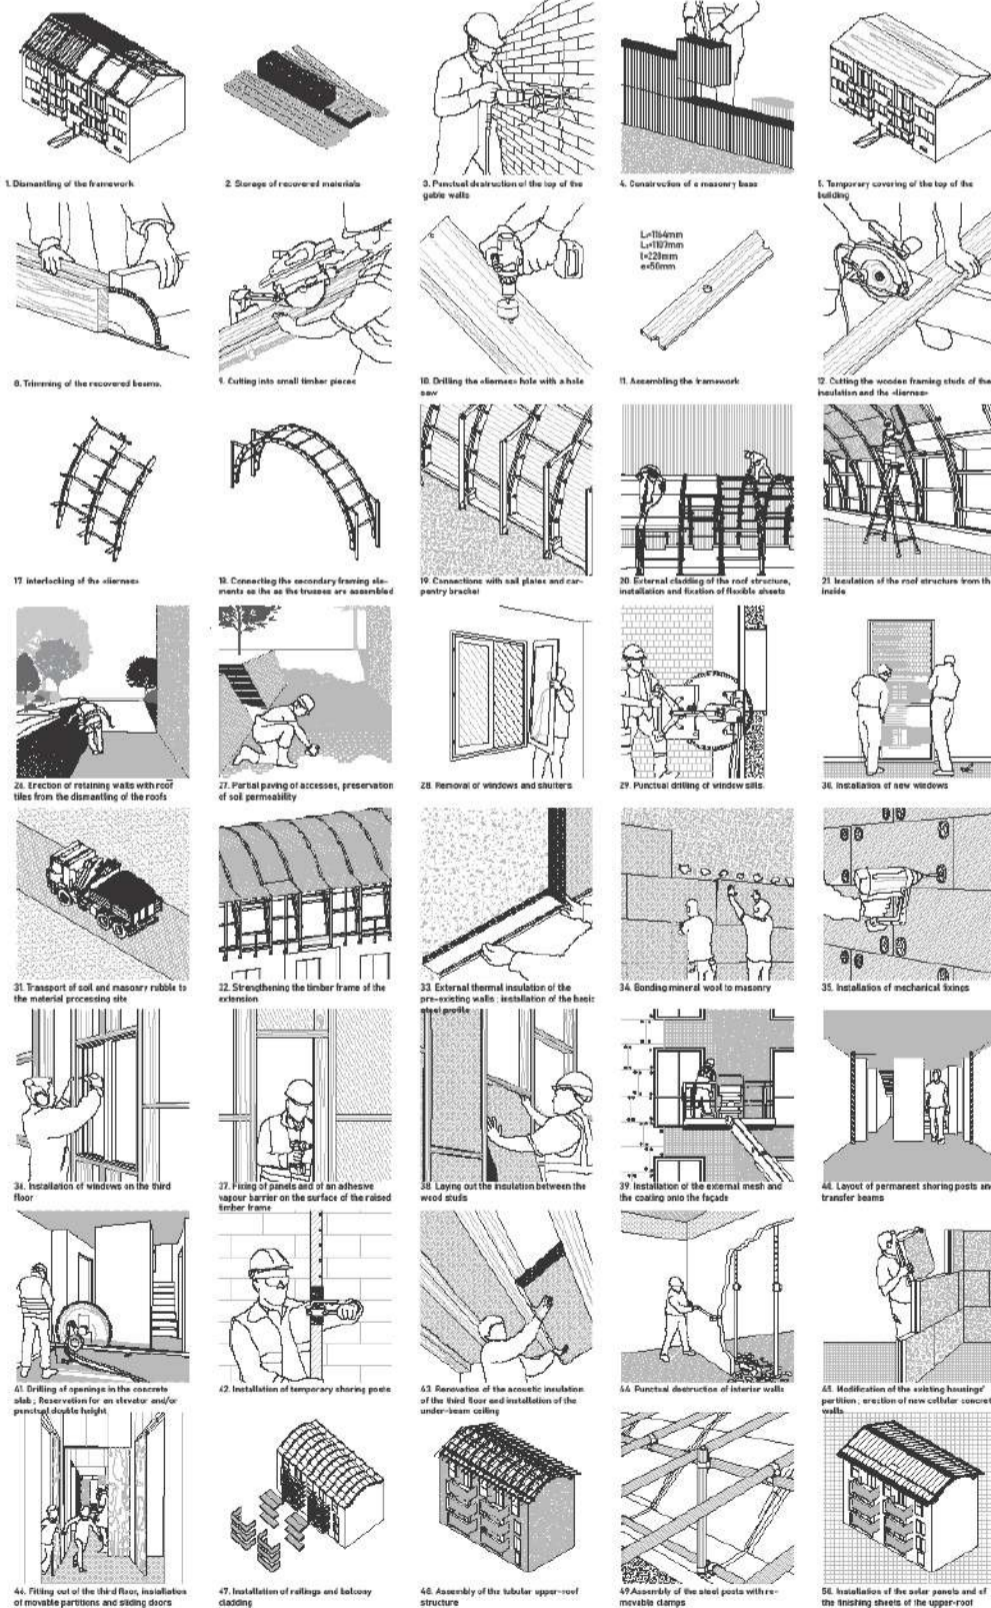 1. Dismantling of the framework
2. Storage of recovered materials
3. Punctual destruction of the top of the
gable walls
4. Construction of a masonry base
5. Temporary covering of the top of the
building
8. Trimming of the recovered beams.
9. Cutting into small timber pieces
10. Drilling the «liernes» hole with a hole
saw
L₁=1164mm
L₂=1107mm
l=220mm
e=50mm
11. Assembling the framework
12. Cutting the wooden framing studs of the
insulation and the «liernes»
17. Interlocking of the «liernes»
18. Connecting the secondary framing ele-
ments as the as the trusses are assembled
19. Connections with nail plates and car-
pentry bracket
20. External cladding of the roof structure,
installation and fixation of flexible sheets
21. Insulation of the roof structure from th
inside
26. Erection of retaining walls with roof
tiles from the dismantling of the roofs
27. Partial paving of accesses, preservation
of soil permeability
28. Removal of windows and shutters
29. Punctual drilling of window sills.
30. Installation of new windows
31. Transport of soil and masonry rubble to
the material processing site
32. Strengthening the timber frame of the
extension
33. External thermal insulation of the
pre-existing walls ; installation of the basic
steel profile
34. Bonding mineral wool to masonry
35. Installation of mechanical fixings
36. Installation of windows on the third
floor
37. Fixing of panels and of an adhesive
vapour barrier on the surface of the raised
timber frame
38. Laying out the insulation between the
wood studs
39. Installation of the external mesh and
the coating onto the façade
40. Layout of permanent shoring posts and
transfer beams
41. Drilling of openings in the concrete
slab ; Reservation for an elevator and/or
punctual double height
42. Installation of temporary shoring posts
43. Renovation of the acoustic insulation
of the third floor and installation of the
under-beam ceiling
44. Punctual destruction of interior walls
45. Modification of the existing housings'
partition ; erection of new cellular concret
walls
46. Fitting out of the third floor, installation
of movable partitions and sliding doors
47. Installation of railings and balcony
cladding
48. Assembly of the tubular upper-roof
structure
49.Assembly of the steel posts with re-
movable clamps
50. Installation of the solar panels and of
the finishing sheets of the upper-roof